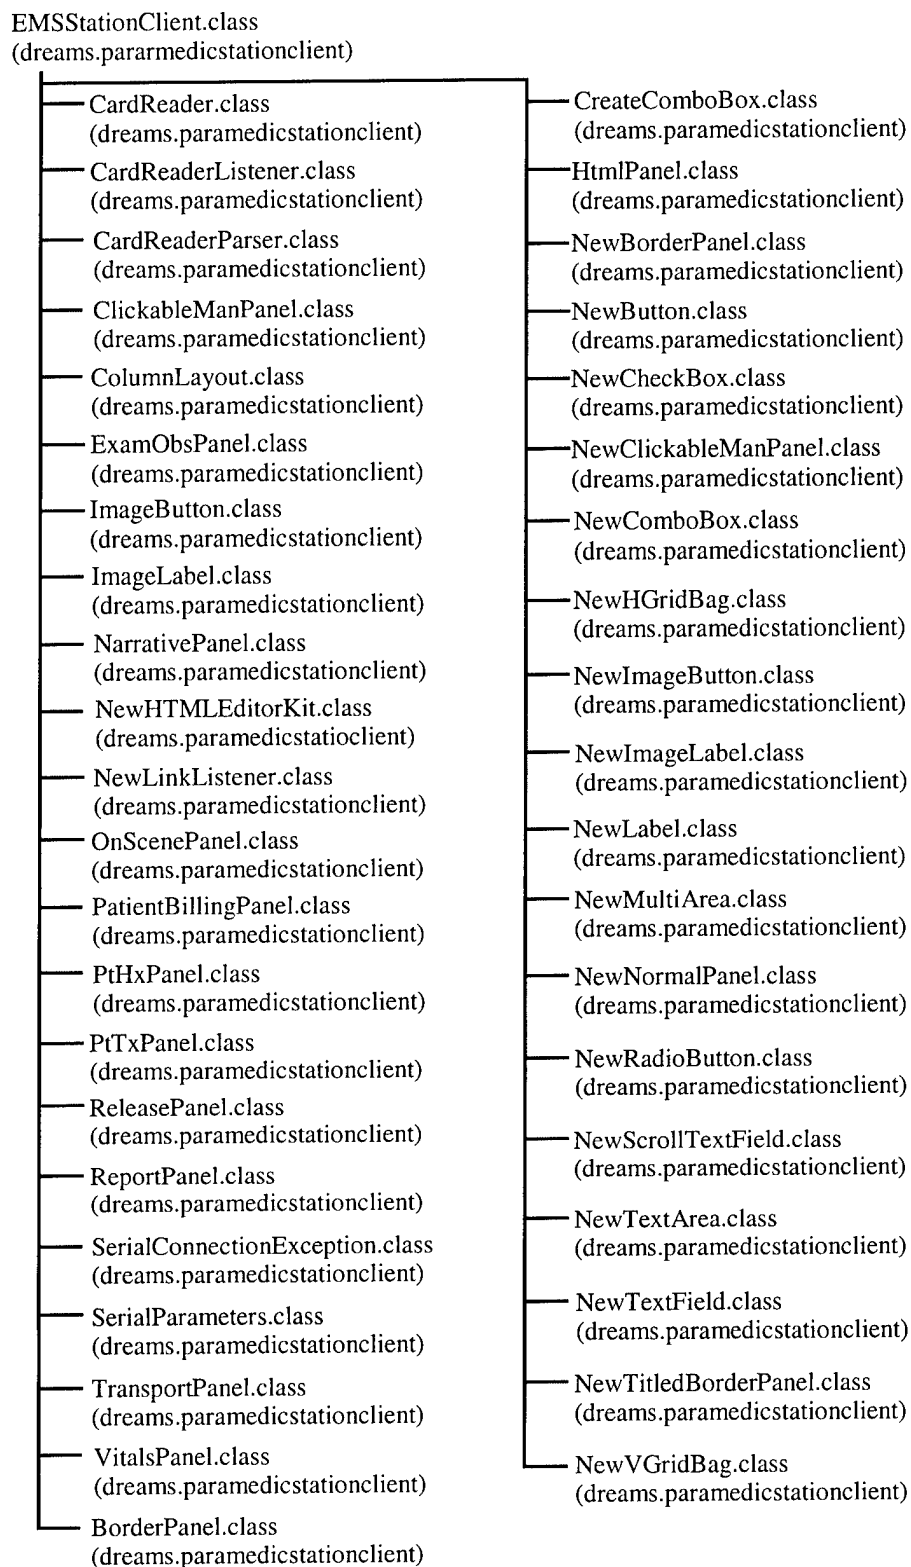 EMSStationClient.class
(dreams.pararmedicstationclient)
CardReader.class
(dreams.paramedicstationclient)
CardReaderListener.class
(dreams.paramedicstationclient)
CardReaderParser.class
(dreams.paramedicstationclient)
ClickableManPanel.class
(dreams.paramedicstationclient)
ColumnLayout.class
(dreams.paramedicstationclient)
ExamObsPanel.class
(dreams.paramedicstationclient)
ImageButton.class
(dreams.paramedicstationclient)
ImageLabel.class
(dreams.paramedicstationclient)
NarrativePanel.class
(dreams.paramedicstationclient)
NewHTMLEditorKit.class
(dreams.paramedicstatioclient)
NewLinkListener.class
(dreams.paramedicstationclient)
OnScenePanel.class
(dreams.paramedicstationclient)
PatientBillingPanel.class
(dreams.paramedicstationclient)
PtHxPanel.class
(dreams.paramedicstationclient)
PtTxPanel.class
(dreams.paramedicstationclient)
ReleasePanel.class
(dreams.paramedicstationclient)
ReportPanel.class
(dreams.paramedicstationclient)
SerialConnectionException.class
(dreams.paramedicstationclient)
SerialParameters.class
(dreams.paramedicstationclient)
TransportPanel.class
(dreams.paramedicstationclient)
VitalsPanel.class
(dreams.paramedicstationclient)
BorderPanel.class
(dreams.paramedicstationclient)
CreateComboBox.class
(dreams.paramedicstationclient)
HtmlPanel.class
(dreams.paramedicstationclient)
NewBorderPanel.class
(dreams.paramedicstationclient)
NewButton.class
(dreams.paramedicstationclient)
NewCheckBox.class
(dreams.paramedicstationclient)
NewClickableManPanel.class
(dreams.paramedicstationclient)
NewComboBox.class
(dreams.paramedicstationclient)
NewHGridBag.class
(dreams.paramedicstationclient)
NewImageButton.class
(dreams.paramedicstationclient)
NewImageLabel.class
(dreams.paramedicstationclient)
NewLabel.class
(dreams.paramedicstationclient)
NewMultiArea.class
(dreams.paramedicstationclient)
NewNormalPanel.class
(dreams.paramedicstationclient)
NewRadioButton.class
(dreams.paramedicstationclient)
NewScrollTextField.class
(dreams.paramedicstationclient)
NewTextArea.class
(dreams.paramedicstationclient)
NewTextField.class
(dreams.paramedicstationclient)
NewTitledBorderPanel.class
(dreams.paramedicstationclient)
NewVGridBag.class
(dreams.paramedicstationclient)